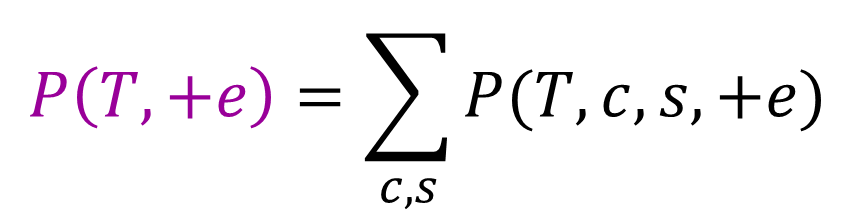 P(T, +e) = ∑ P(T, c, s, +e)
c,s